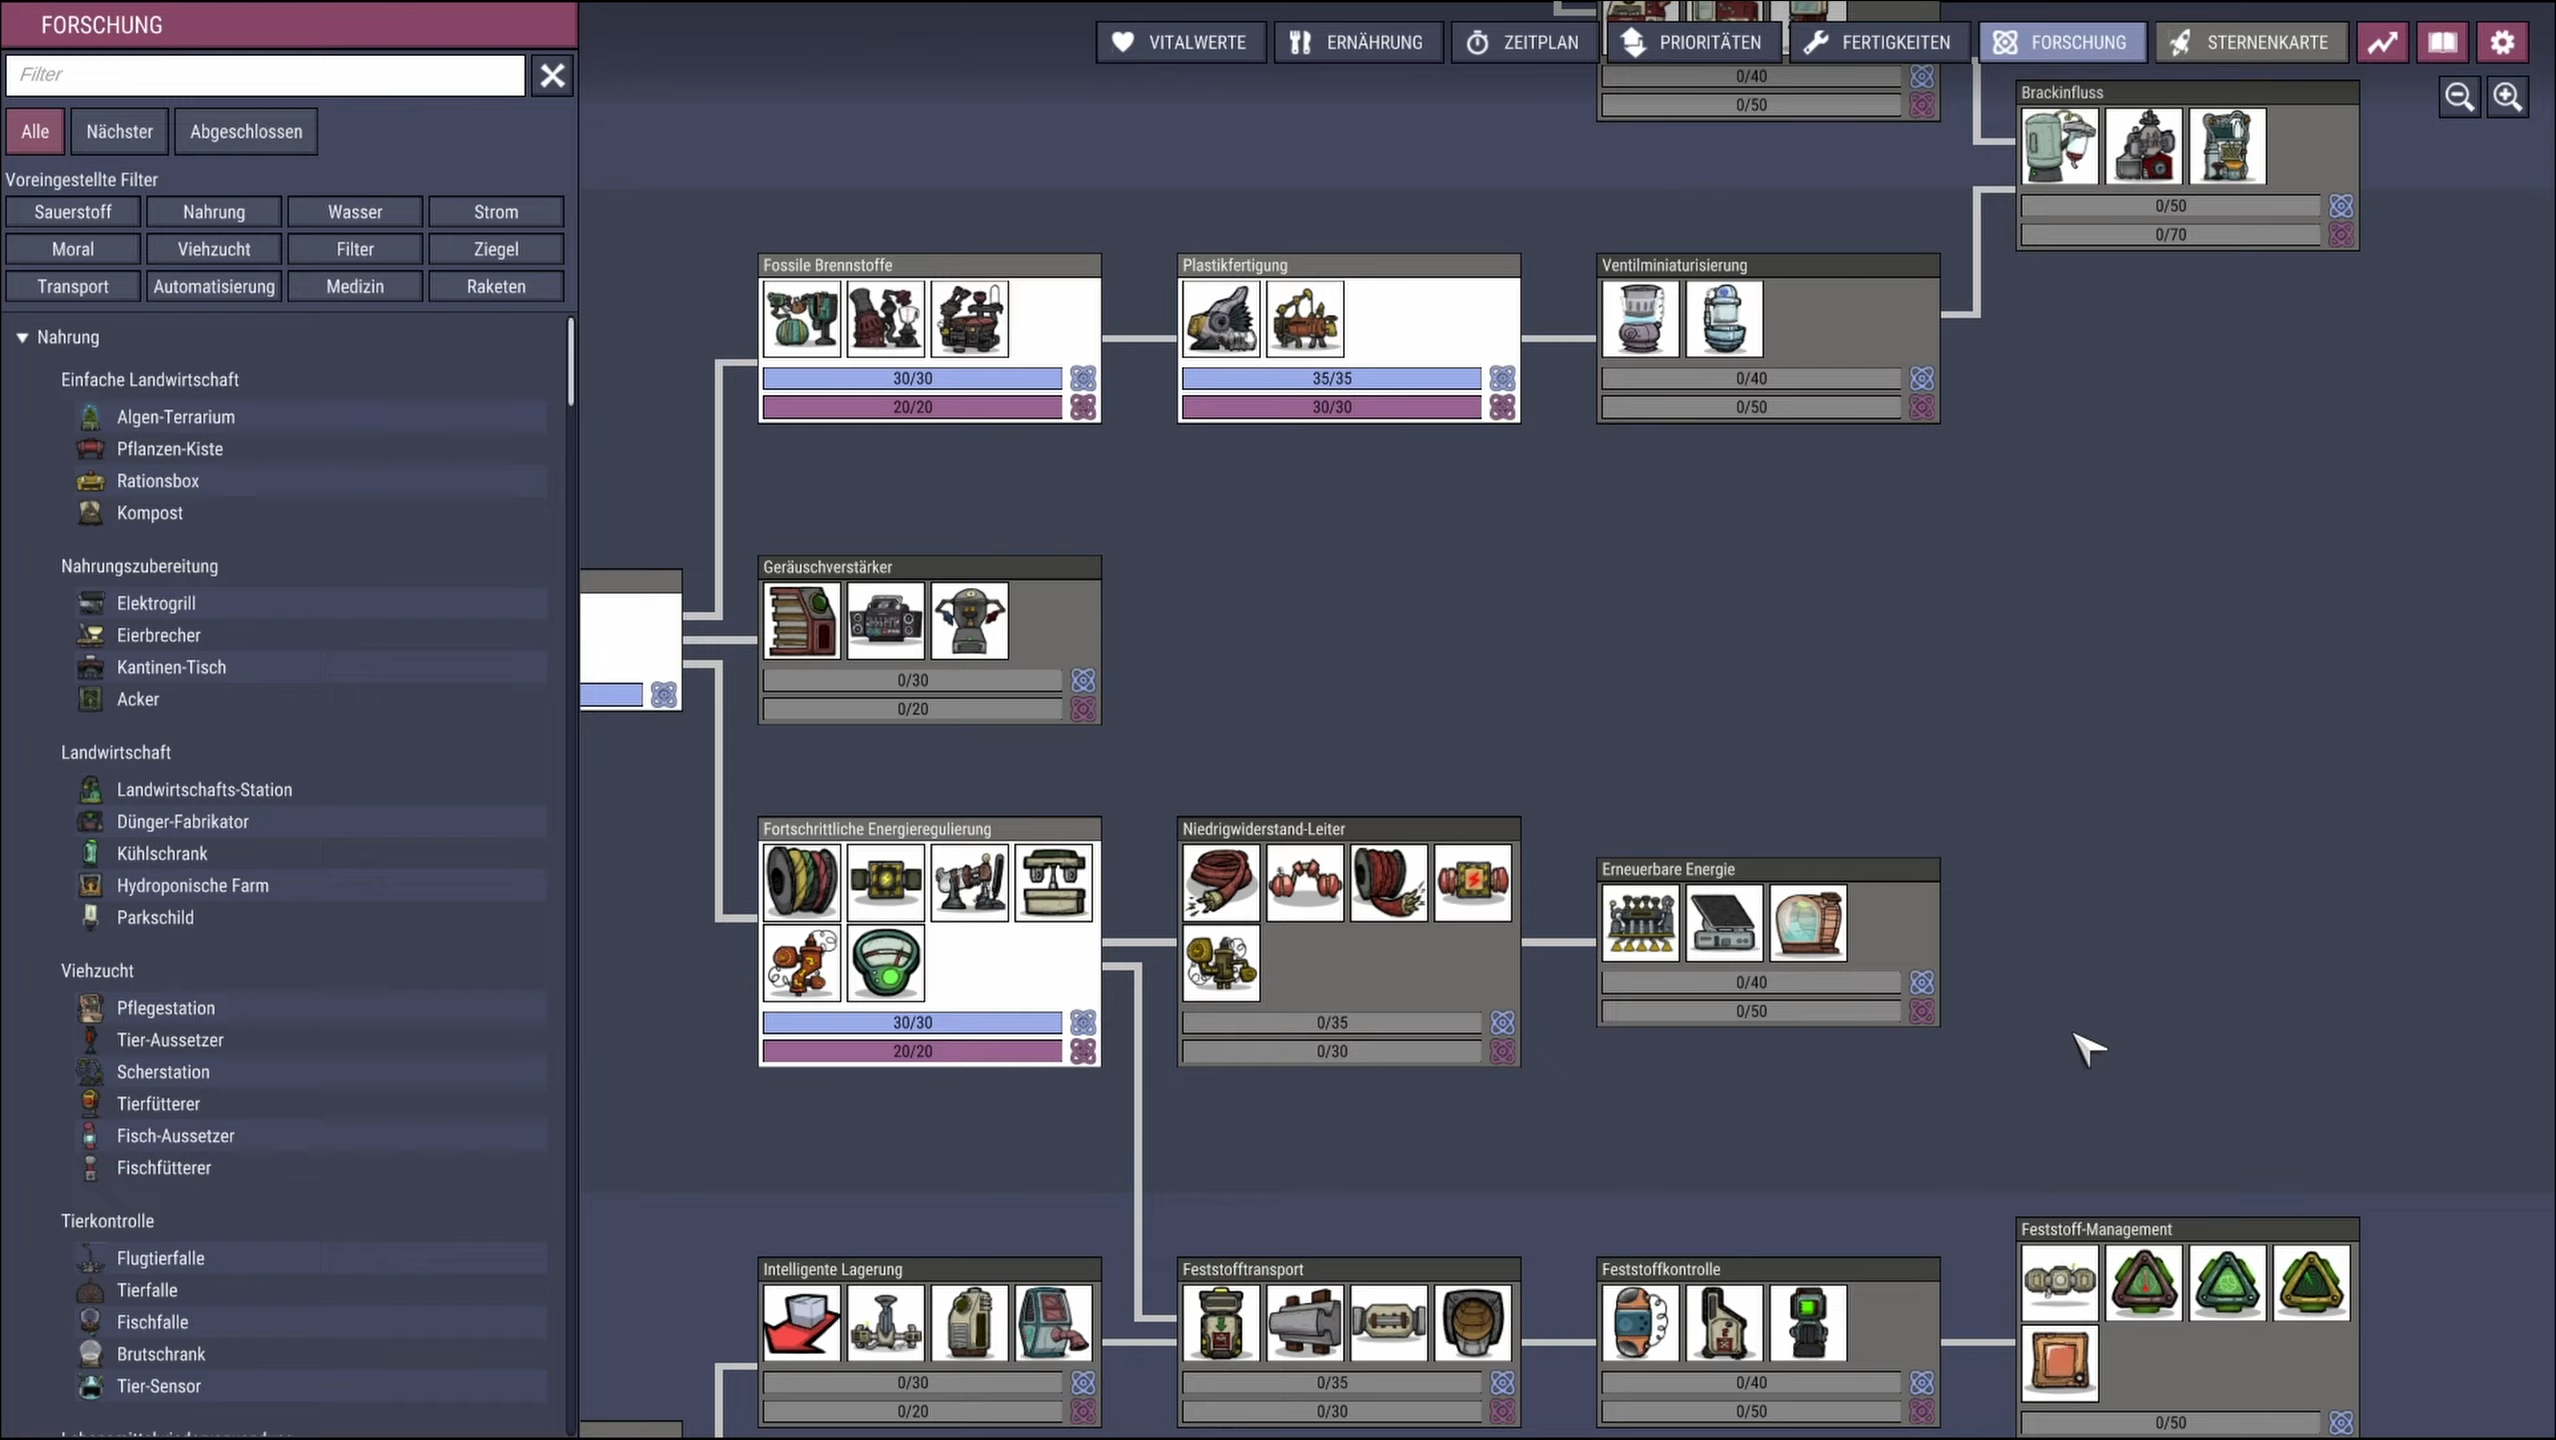 FORSCHUNG
Filter
Alle
Nächster
Abgeschlossen
Voreingestellte Filter
Sauerstoff
Nahrung
Wasser
Strom
Moral
Viehzucht
Filter
Ziegel
Transport
Automatisierung
Medizin
Raketen
Nahrung
Einfache Landwirtschaft
Algen-Terrarium
Pflanzen-Kiste
Rationsbox
Kompost
Nahrungszubereitung
Elektrogrill
Eierbrecher
Kantinen-Tisch
Acker
Landwirtschaft
Landwirtschafts-Station
Dünger-Fabrikator
Kühlschrank
Hydroponische Farm
Parkschild
Viehzucht
Pflegestation
Tier-Aussetzer
Scherstation
Tierfütterer
Fisch-Aussetzer
Fischfütterer
Tierkontrolle
Flugtierfalle
Tierfalle
Fischfalle
Brutschrank
Tier-Sensor
VITALWERTE
ERNÄHRUNG
ZEITPLAN
PRIORITÄTEN
FERTIGKEITEN
FORSCHUNG
STERNENKARTE
0/40
0/50
Brackinfluss
0/50
0/70
Fossile Brennstoffe
30/30
20/20
Plastikfertigung
35/35
30/30
Ventilminiaturisierung
0/40
0/50
Geräuschverstärker
0/30
0/20
Fortschrittliche Energieregulierung
30/30
20/20
Niedrigwiderstand-Leiter
0/35
0/30
Erneuerbare Energie
0/40
0/50
Intelligente Lagerung
0/30
0/20
Feststofftransport
0/35
0/30
Feststoffkontrolle
0/40
0/50
Feststoff-Management
0/50